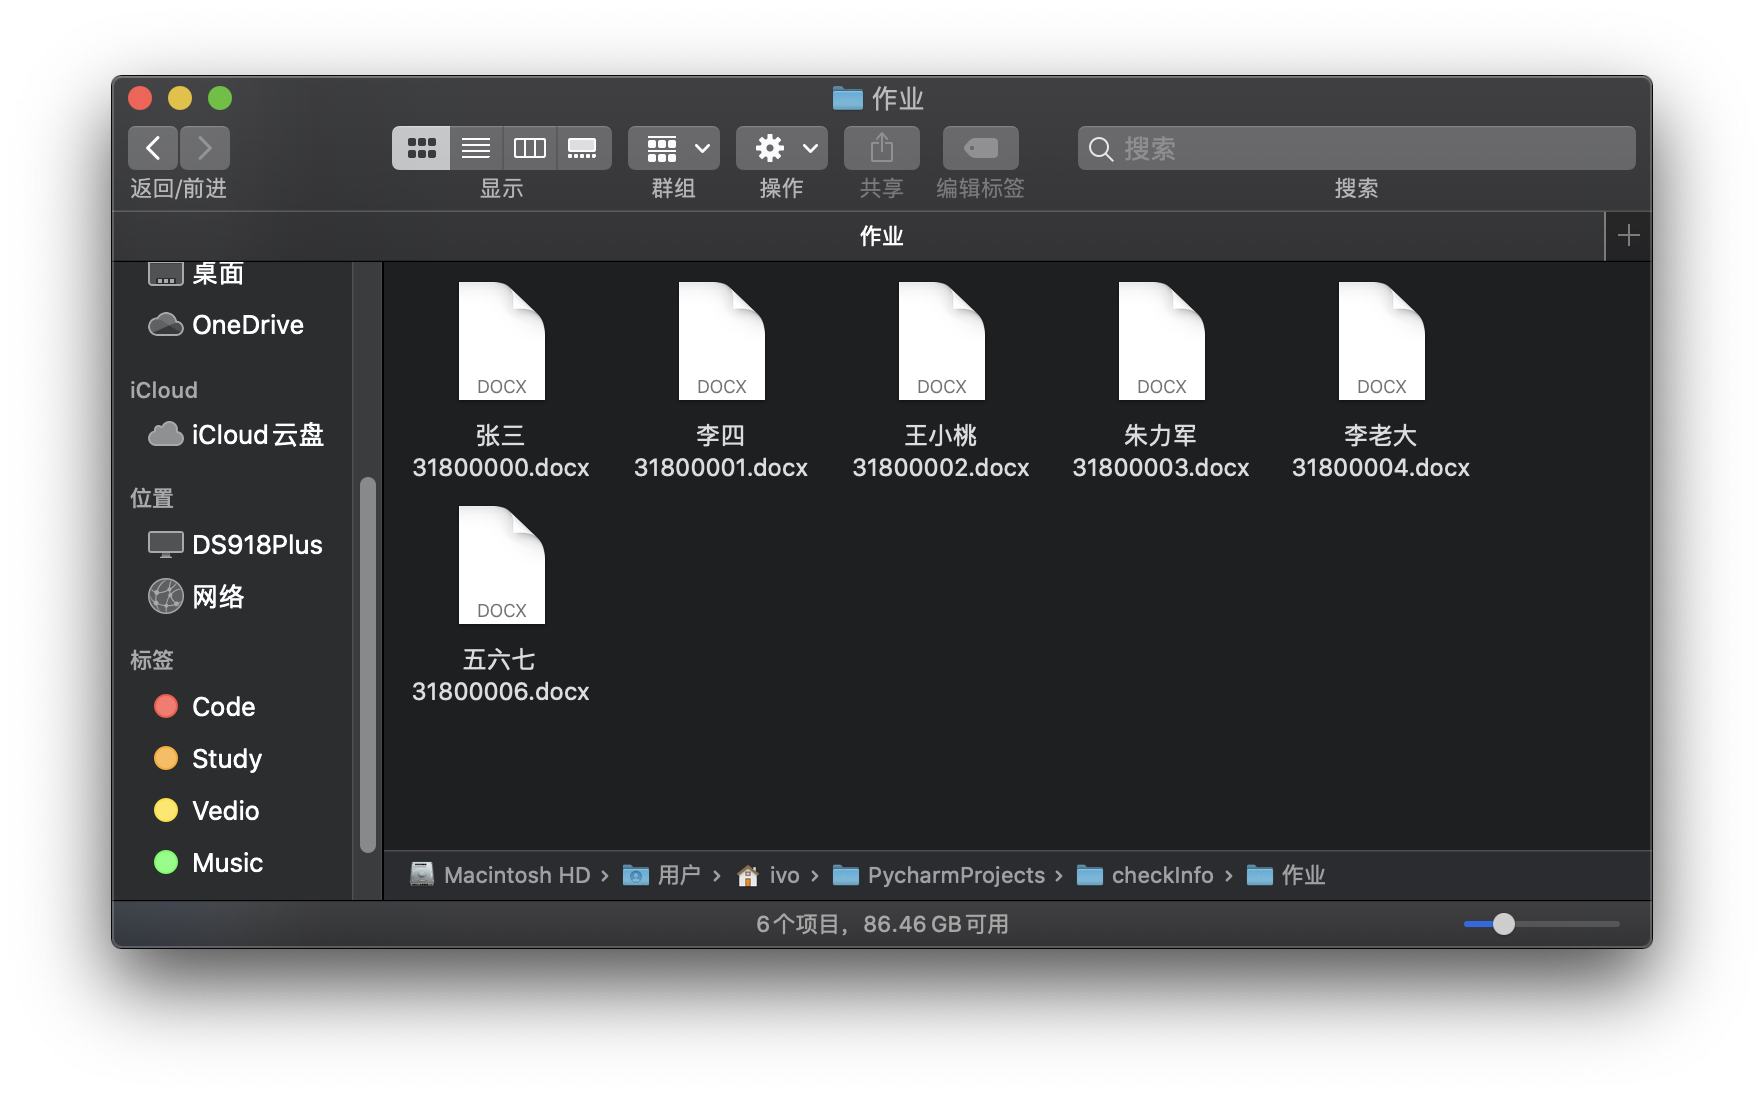 作业
返回/前进
显示
群组
操作
共享
编辑标签
搜索
搜索
作业
桌面
OneDrive
iCloud
iCloud云盘
位置
DS918Plus
网络
标签
Code
Study
Vedio
Music
DOCX
DOCX
DOCX
DOCX
DOCX
张三
31800000.docx
李四
31800001.docx
王小桃
31800002.docx
朱力军
31800003.docx
李老大
31800004.docx
DOCX
五六七
31800006.docx
Macintosh HD › 用户 › ivo › PycharmProjects › checkInfo › 作业
6个项目，86.46 GB可用